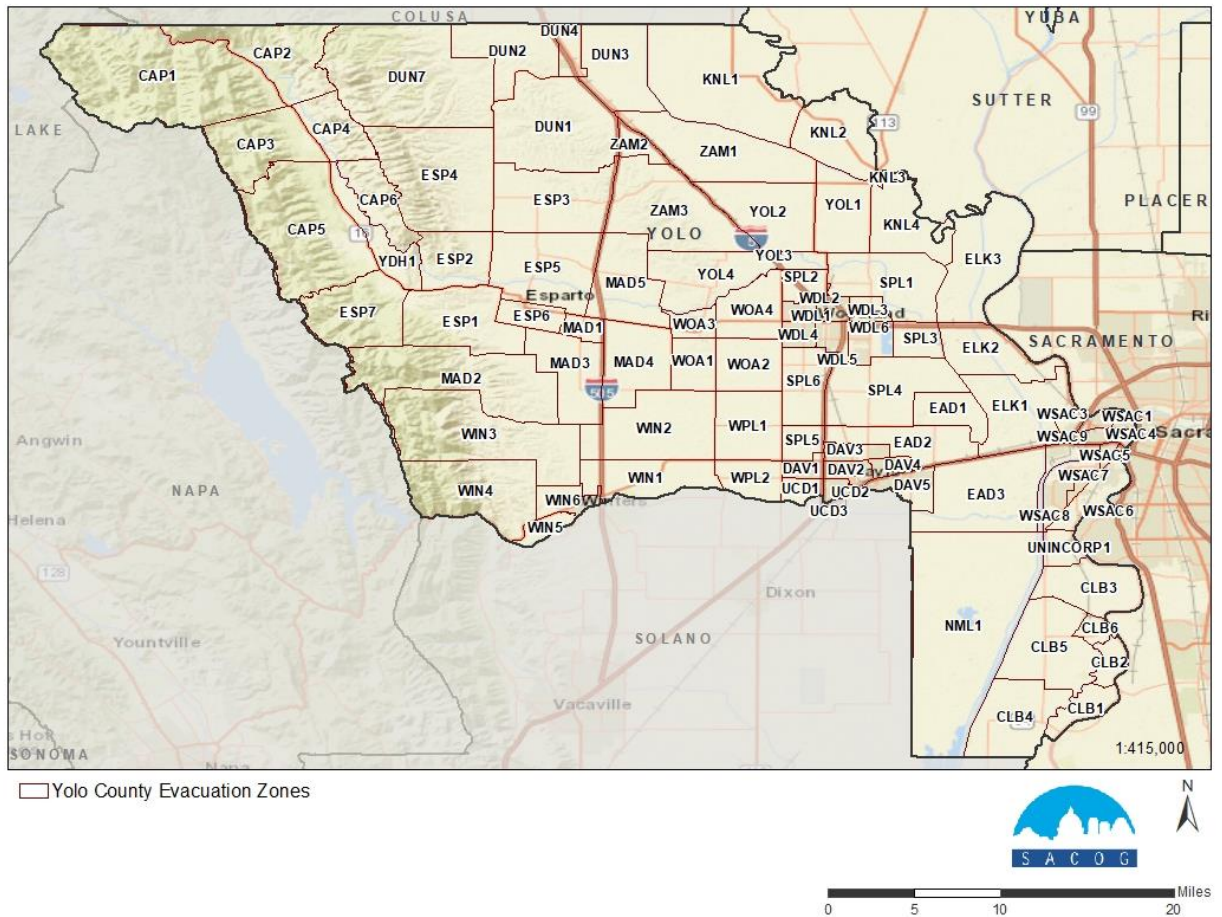 COLUSA
YUBA
CAP1
CAP2
DUN2
DUN4
DUN3
DUN7
KNL1
SUTTER
99
LAKE
CAP3
CAP4
DUN1
ZAM2
ZAM1
KNL2
113
ESP4
KNL3
CAP6
ESP3
ZAM3
YOLO
YOL2
YOL1
KNL4
PLACER
CAP5
16
YDH1
ESP2
ESP5
YOL3
5
ELK3
MAD5
YOL4
SPL2
SPL1
Esparto
ESP7
ESP1
ESP6
MAD1
WOA3
WOA4
WDL2
WDL1
WDL3
WDL4
WDL6
SPL3
ELK2
SACRAMENTO
MAD3
MAD4
WOA1
WOA2
WDL5
MAD2
505
SPL6
SPL4
EAD1
ELK1
WSAC3
WSAC1
Angwin
WIN3
WIN2
WPL1
SPL5
DAV3
EAD2
WSAC9
WSAC4
WSAC5
NAPA
WIN4
WIN6
WIN1
WPL2
DAV1
DAV2
DAV4
DAV5
UCD1
UCD2
UCD3
EAD3
WSAC7
WSAC8
WSAC6
WIN5
Winters
Helena
128
UNINCORP1
CLB3
Dixon
Yountville
SOLANO
NML1
CLB6
CLB5
CLB2
Vacaville
CLB4
CLB1
SONOMA
Napa
1:415,000
Yolo County Evacuation Zones
N
SACOG
Miles
0 5 10 20